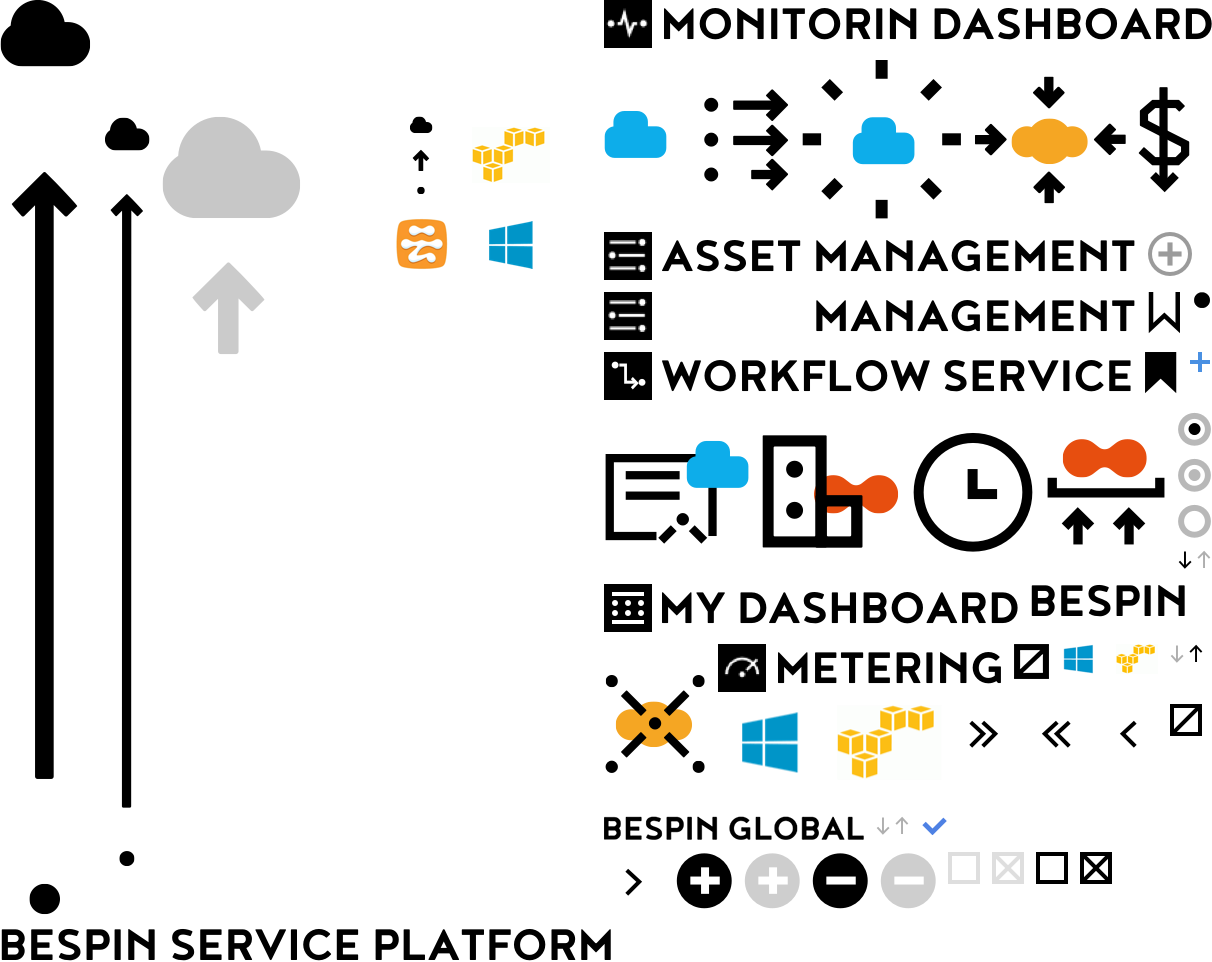 MONITORIN DASHBOARD
ASSET MANAGEMENT
MANAGEMENT
WORKFLOW SERVICE
MY DASHBOARD
BESPIN
METERING
BESPIN GLOBAL
BESPIN SERVICE PLATFORM